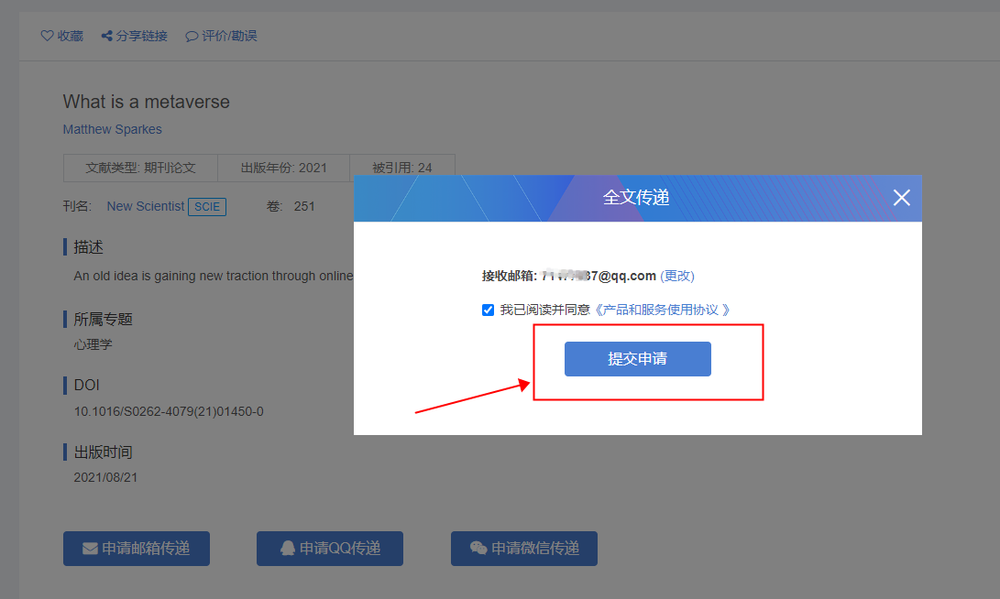 收藏 分享链接 评价/勘误
What is a metaverse
Matthew Sparkes
文献类型: 期刊论文 出版年份: 2021 被引用: 24
刊名: New Scientist SCIE 卷: 251
描述
An old idea is gaining new traction through online
所属专题
心理学
DOI
10.1016/S0262-4079(21)01450-0
出版时间
2021/08/21
申请邮箱传递 申请QQ传递 申请微信传递
全文传递
接收邮箱: 37@qq.com (更改)
我已阅读并同意《产品和服务使用协议 》
提交申请